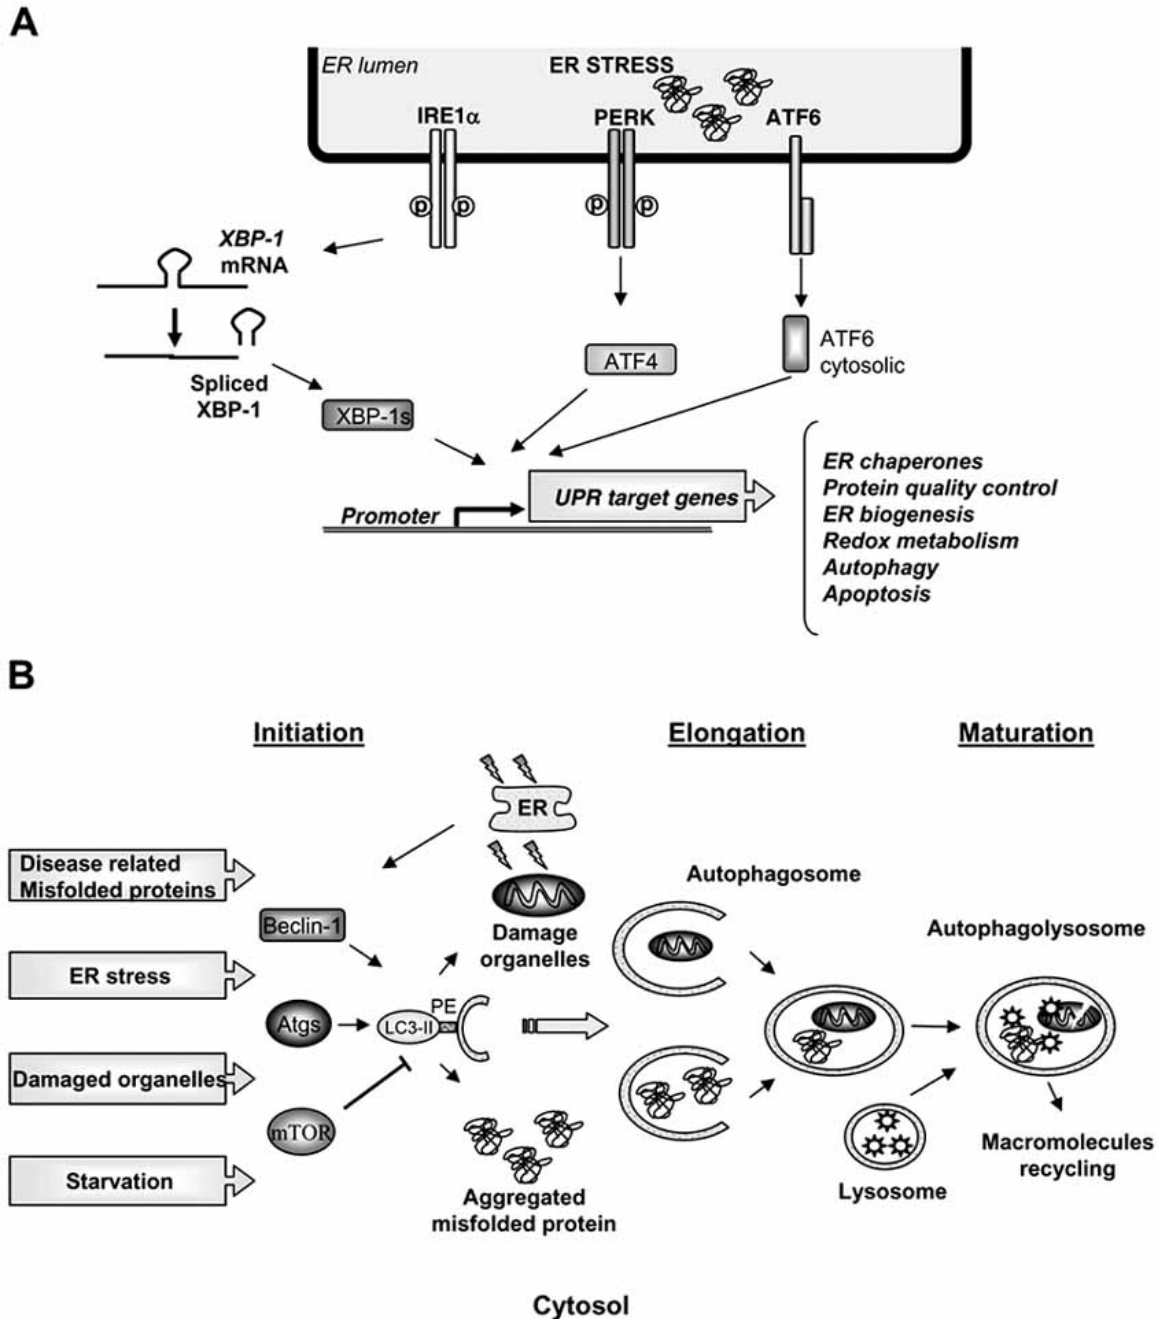 A
ER lumen
ER STRESS
IRE1α
PERK
ATF6
p p
p p
XBP-1
mRNA
Spliced
XBP-1
XBP-1s
ATF4
ATF6
cytosolic
Promoter
UPR target genes
ER chaperones
Protein quality control
ER biogenesis
Redox metabolism
Autophagy
Apoptosis
B
Initiation
Elongation
Maturation
Disease related
Misfolded proteins
ER stress
Damaged organelles
Starvation
ER
Damage
organelles
Beclin-1
Atgs
mTOR
LC3-II
PE
Aggregated
misfolded protein
Autophagosome
Autophagolysosome
Lysosome
Macromolecules
recycling
Cytosol